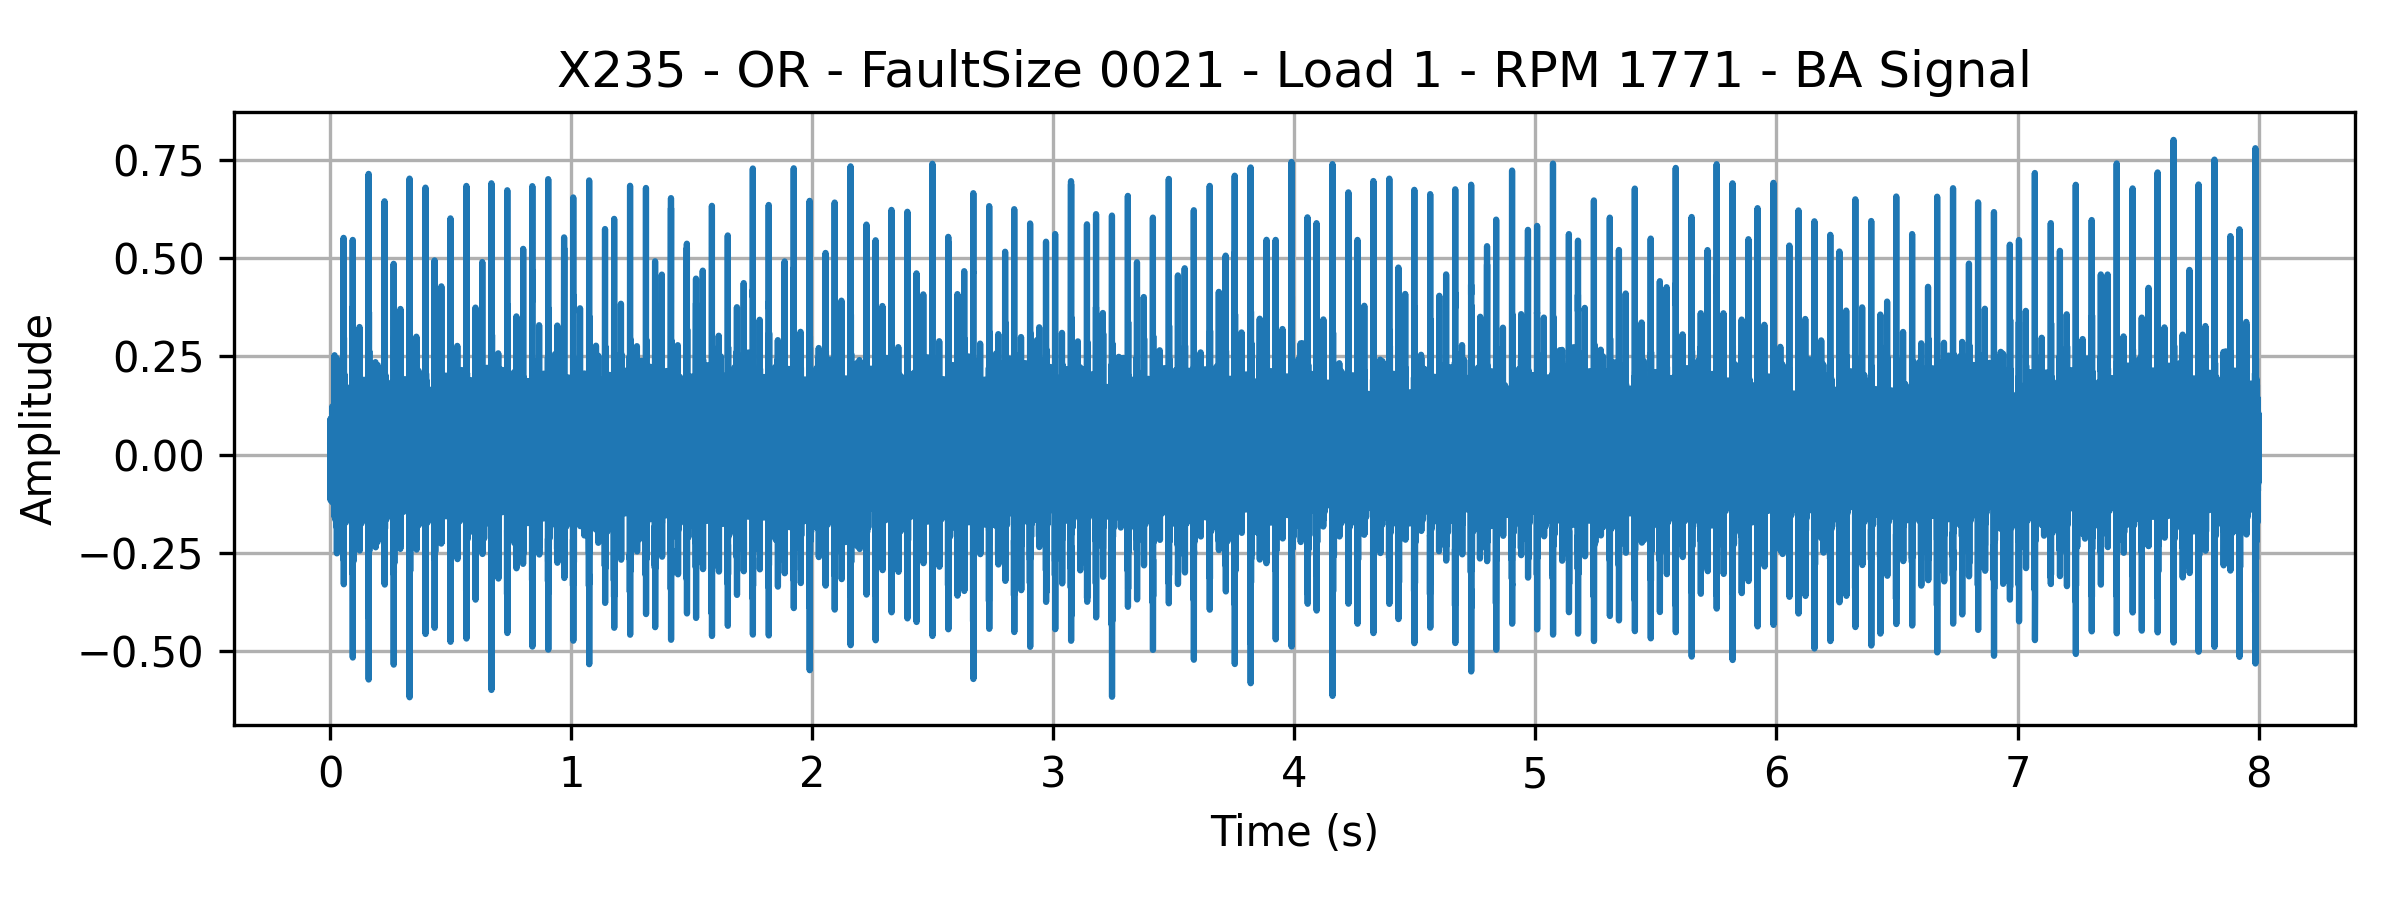 X235 - OR - FaultSize 0021 - Load 1 - RPM 1771 - BA Signal
Amplitude
0.75
0.50
0.25
0.00
−0.25
−0.50
0 1 2 3 4 5 6 7 8
Time (s)